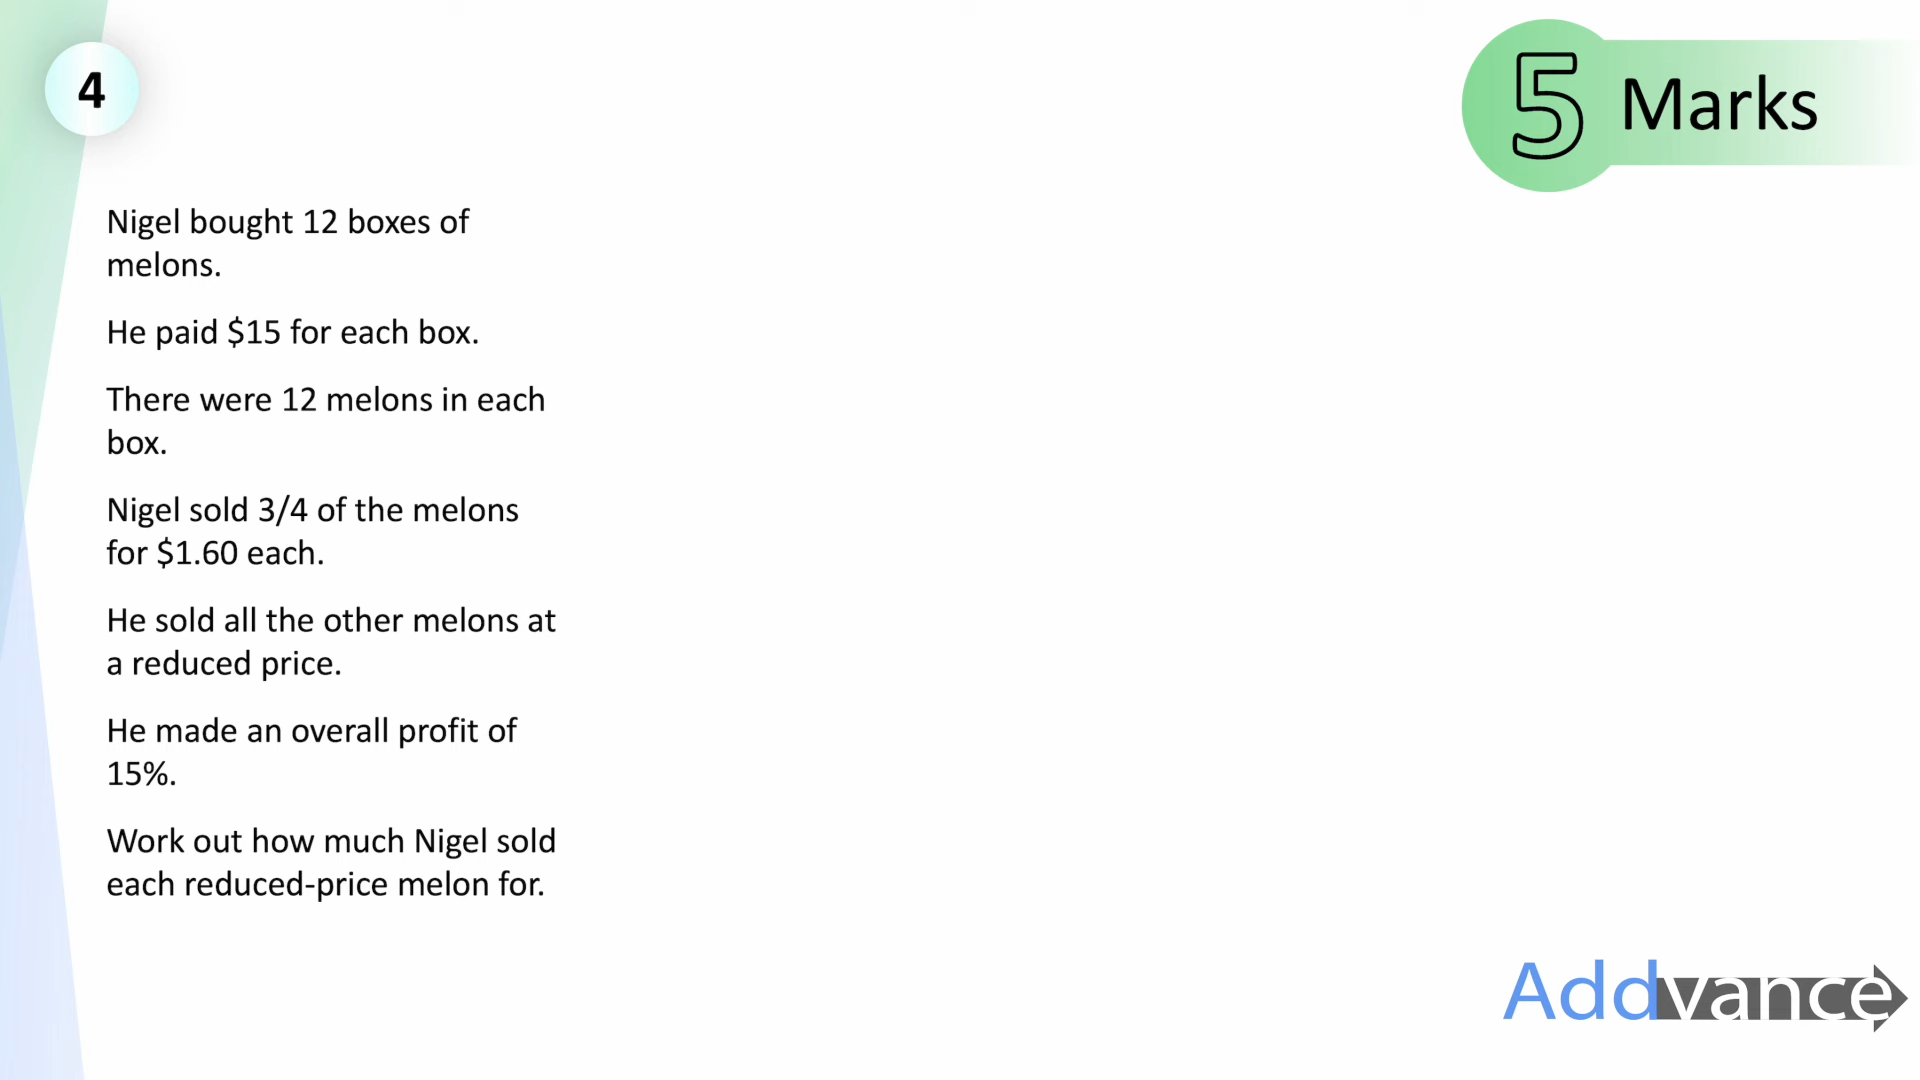 4
5 Marks
Nigel bought 12 boxes of
melons.
He paid $15 for each box.
There were 12 melons in each
box.
Nigel sold 3/4 of the melons
for $1.60 each.
He sold all the other melons at
a reduced price.
He made an overall profit of
15%.
Work out how much Nigel sold
each reduced-price melon for.
Addvance